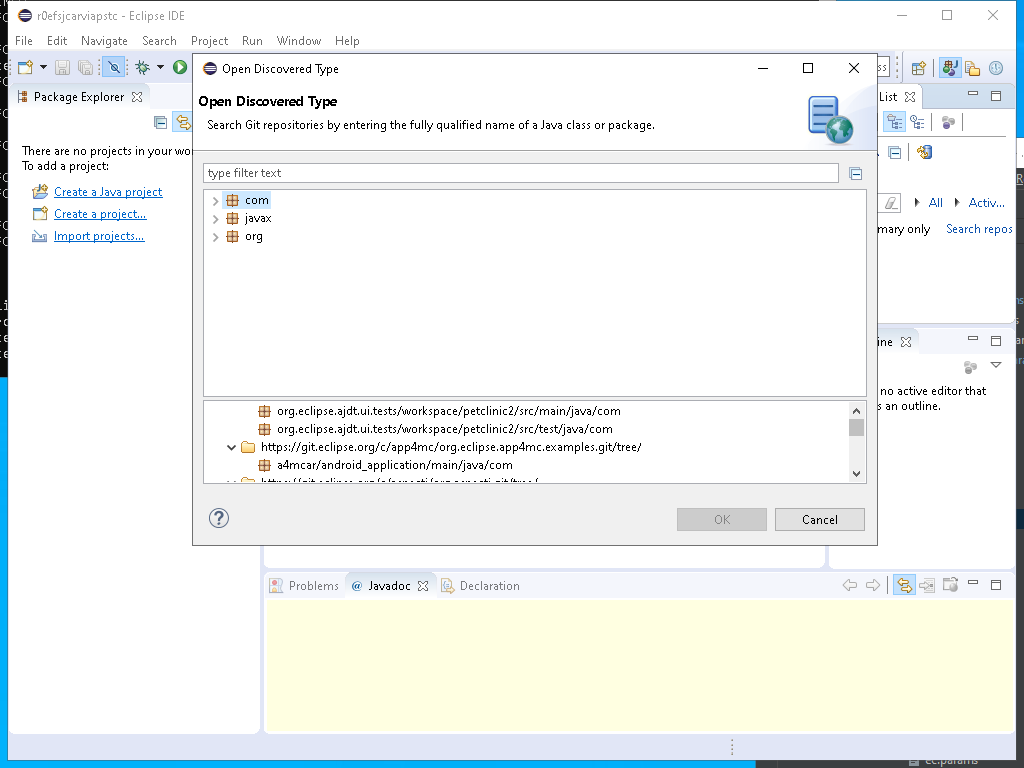 r0efsjcarviapstc - Eclipse IDE
File Edit Navigate Search Project Run Window Help
Open Discovered Type
Package Explorer
Open Discovered Type
List
Search Git repositories by entering the fully qualified name of a Java class or package.
There are no projects in your wo
To add a project:
type filter text
Create a Java project
com
All
Activ...
Create a project...
javax
mary only
Search repos
Import projects...
org
ine
no active editor that
s an outline.
org.eclipse.ajdt.ui.tests/workspace/petclinic2/src/main/java/com
org.eclipse.ajdt.ui.tests/workspace/petclinic2/src/test/java/com
https://git.eclipse.org/c/app4mc/org.eclipse.app4mc.examples.git/tree/
a4mcar/android_application/main/java/com
OK
Cancel
Problems
@ Javadoc
Declaration
ec.params